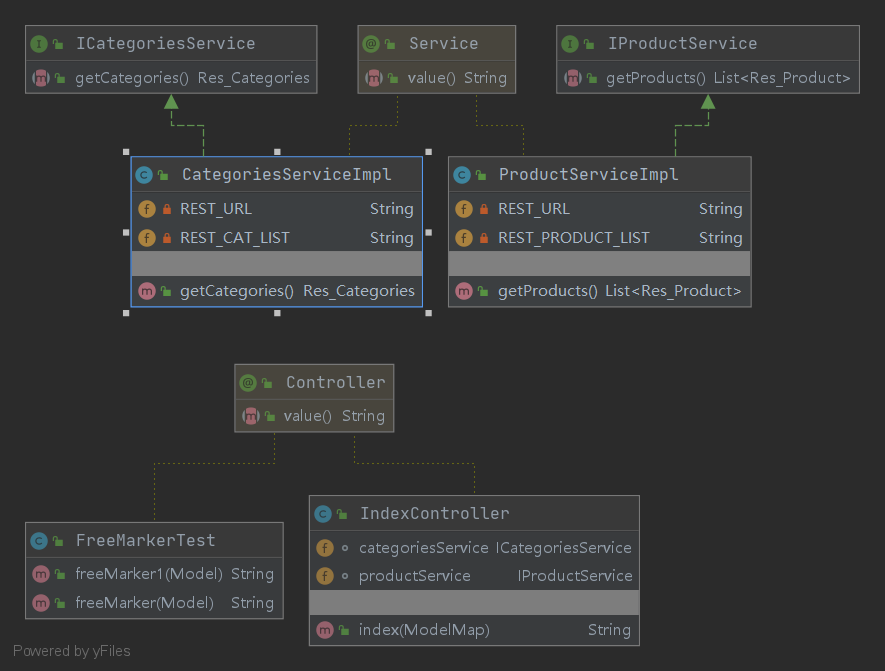 ICategoriesService
getCategories() Res_Categories
Service
value() String
IProductService
getProducts() List<Res_Product>
CategoriesServiceImpl
REST_URL String
REST_CAT_LIST String
getCategories() Res_Categories
ProductServiceImpl
REST_URL String
REST_PRODUCT_LIST String
getProducts() List<Res_Product>
Controller
value() String
FreeMarkerTest
freeMarker1(Model) String
freeMarker(Model) String
IndexController
categoriesService ICategoriesService
productService IProductService
index(ModelMap) String
Powered by yFiles